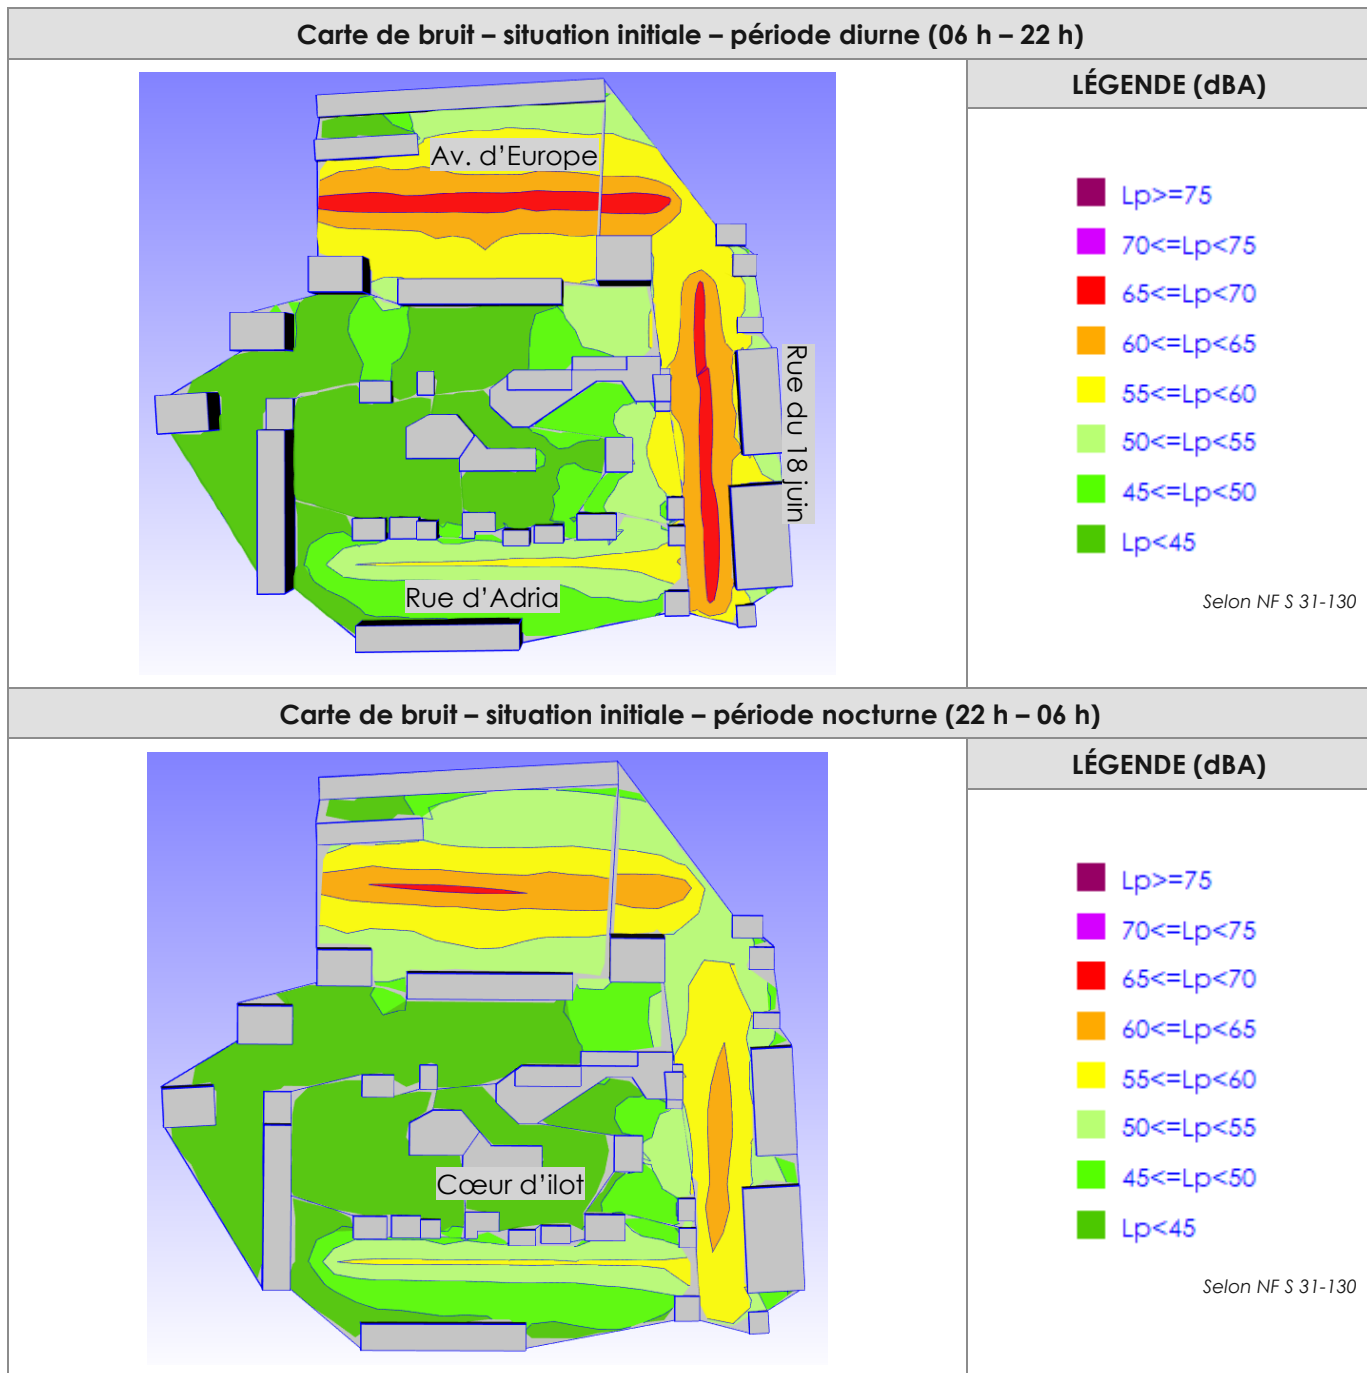 Carte de bruit – situation initiale – période diurne (06 h – 22 h)
LÉGENDE (dBA)
Av. d'Europe
Rue du 18 juin
Rue d'Adria
Lp>=75
70<=Lp<75
65<=Lp<70
60<=Lp<65
55<=Lp<60
50<=Lp<55
45<=Lp<50
Lp<45
Selon NF S 31-130
Carte de bruit – situation initiale – période nocturne (22 h – 06 h)
LÉGENDE (dBA)
Cœur d'ilot
Lp>=75
70<=Lp<75
65<=Lp<70
60<=Lp<65
55<=Lp<60
50<=Lp<55
45<=Lp<50
Lp<45
Selon NF S 31-130